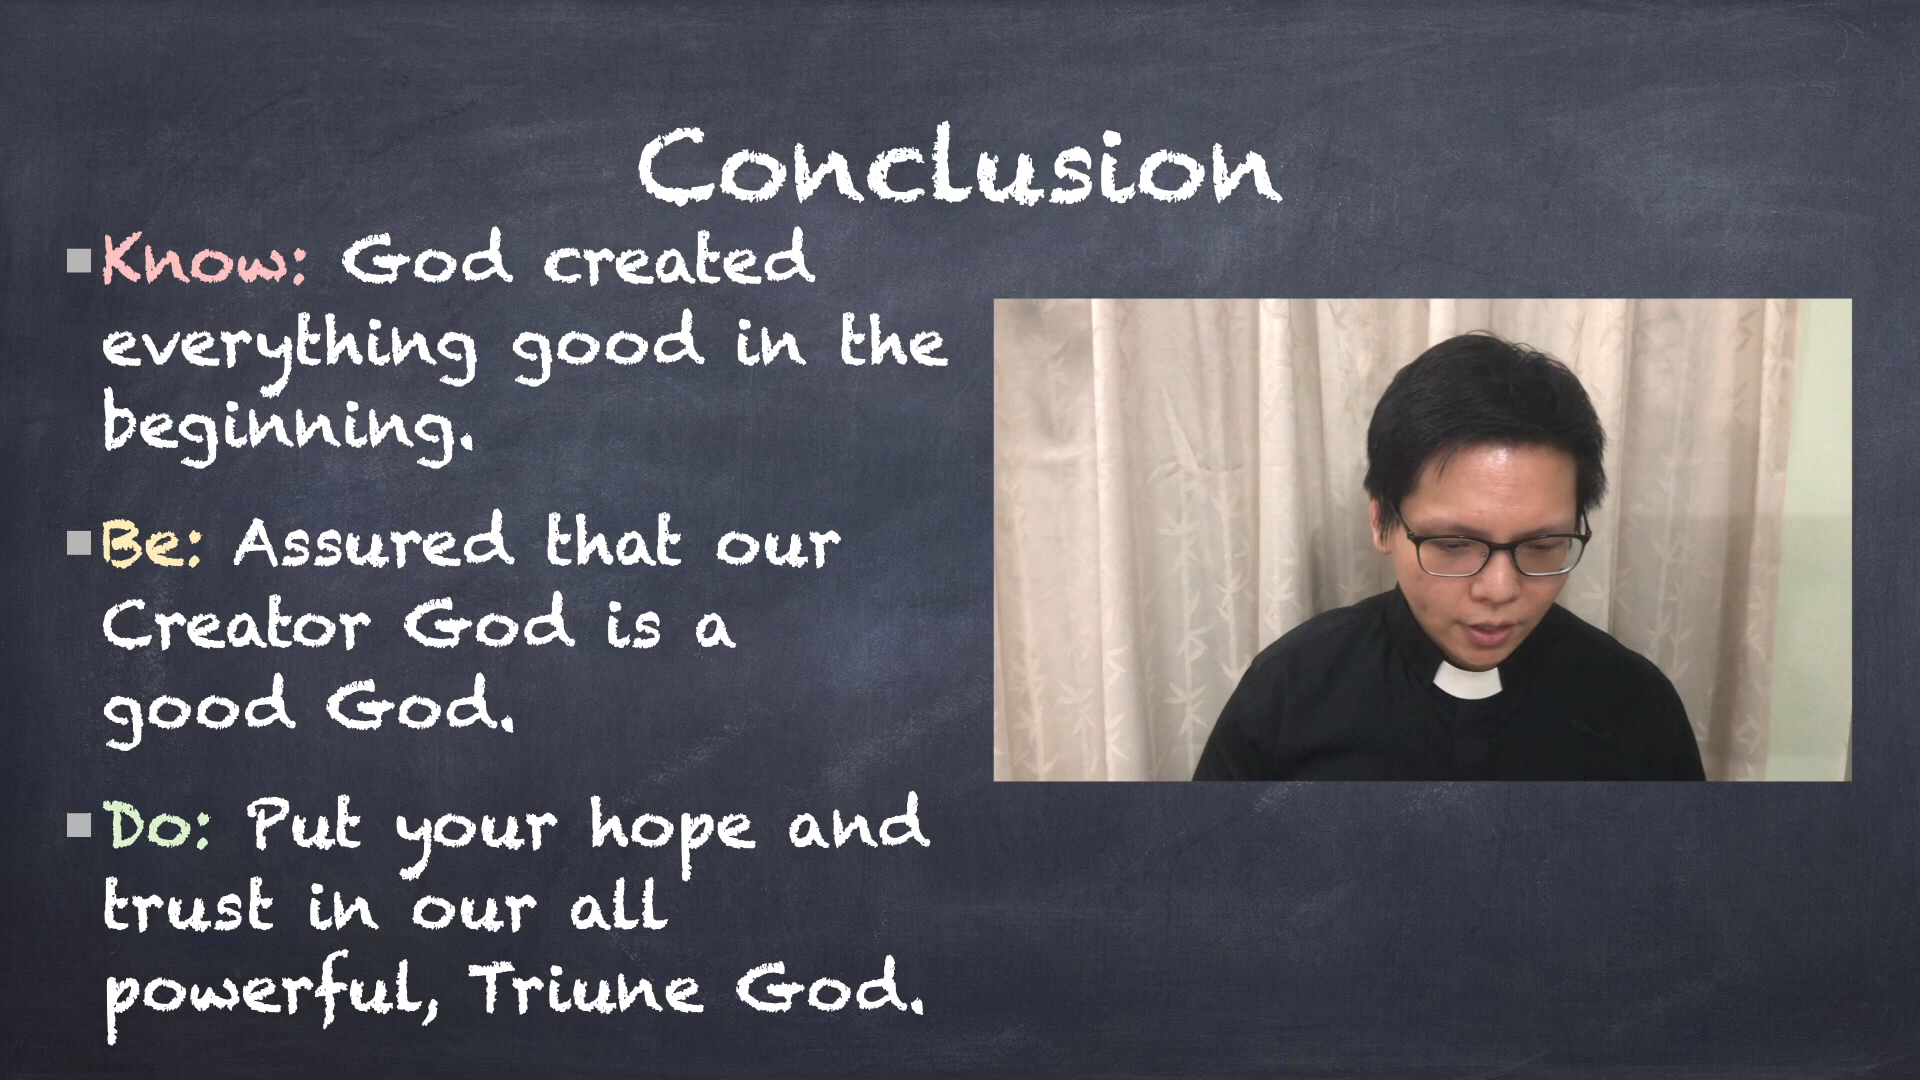 Conclusion
Know: God created
everything good in the
beginning.
Be: Assured that our
Creator God is a
good God.
Do: Put your hope and
trust in our all
powerful, Triune God.